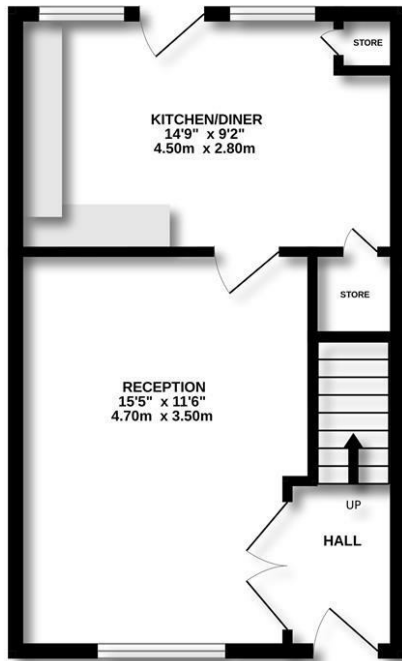 STORE
KITCHEN/DINER
14'9" x 9'2"
4.50m x 2.80m
STORE
RECEPTION
15'5" x 11'6"
4.70m x 3.50m
UP
HALL